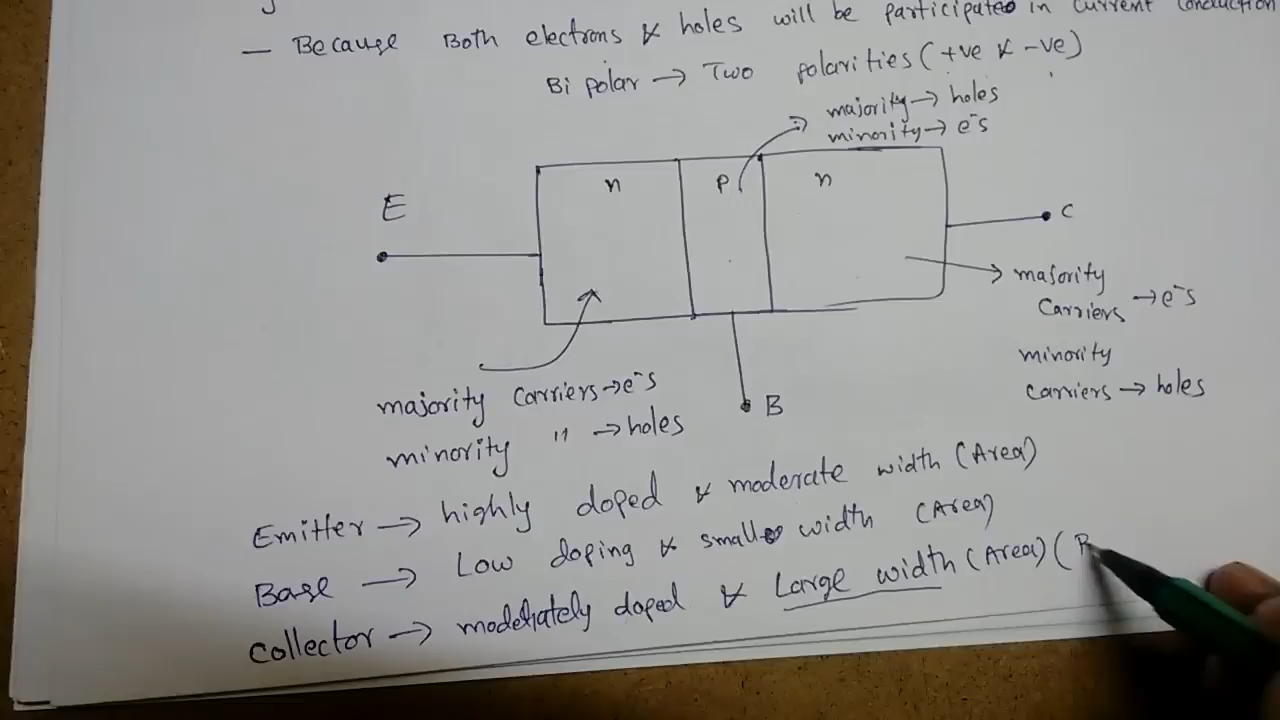 — Because Both electrons & holes will be participated in current conduction
Bi polar → Two polarities (+ve & -ve)
majority → holes
minority → e⁻s
n
P
n
E
C
majority
Carriers → e⁻s
minority
carriers → holes
majority carriers → e⁻s
minority " → holes
B
Emitter → highly doped & moderate width (Area)
Base → Low doping & small width (Area)
Collector → moderately doped & Large width (Area) (